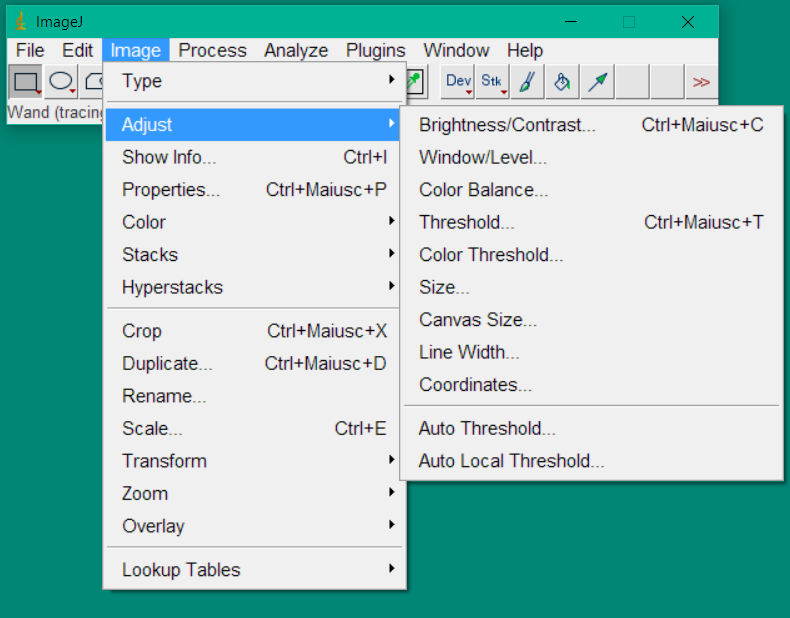 ImageJ
File Edit Image Process Analyze Plugins Window Help
Dev Stk >>
Wand (tracing
Type
Adjust
Show Info... Ctrl+I
Properties... Ctrl+Maiusc+P
Color
Stacks
Hyperstacks
Crop Ctrl+Maiusc+X
Duplicate... Ctrl+Maiusc+D
Rename...
Scale... Ctrl+E
Transform
Zoom
Overlay
Lookup Tables
Brightness/Contrast... Ctrl+Maiusc+C
Window/Level...
Color Balance...
Threshold... Ctrl+Maiusc+T
Color Threshold...
Size...
Canvas Size...
Line Width...
Coordinates...
Auto Threshold...
Auto Local Threshold...